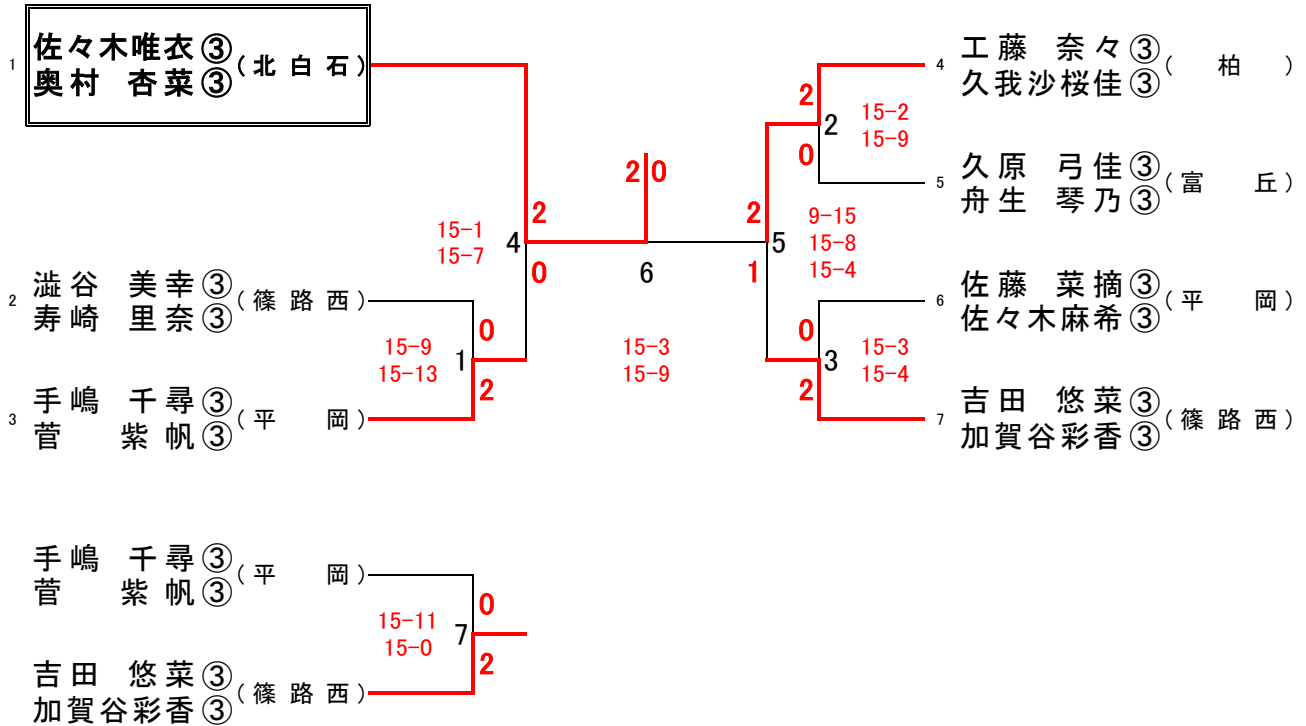 1 佐々木唯衣③
奥村 杏菜③
(北白石)
2 澁谷 美幸③
寿崎 里奈③
(篠路西)
3 手嶋 千尋③
菅 紫帆③
(平 岡)
4 工藤 奈々③
久我沙桜佳③
(柏)
5 久原 弓佳③
舟生 琴乃③
(富 丘)
6 佐藤 菜摘③
佐々木麻希③
(平 岡)
7 吉田 悠菜③
加賀谷彩香③
(篠路西)
15-9
15-13
1
0
2
15-1
15-7
4
2
0
2 0
6
15-3
15-9
2
0
2
15-2
15-9
2
1
5
9-15
15-8
15-4
0
2
3
15-3
15-4
手嶋 千尋③
菅 紫帆③
(平 岡)
吉田 悠菜③
加賀谷彩香③
(篠路西)
15-11
15-0
7
0
2